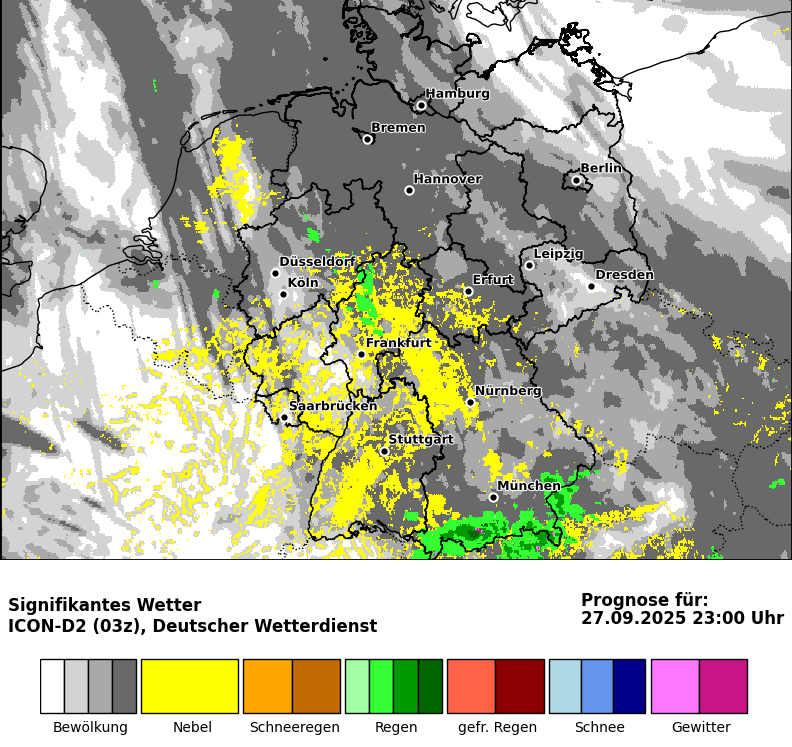 Hamburg
Bremen
Berlin
Hannover
Leipzig
Düsseldorf
Dresden
Köln
Erfurt
Frankfurt
Nürnberg
Saarbrücken
Stuttgart
München
Signifikantes Wetter
ICON-D2 (03z), Deutscher Wetterdienst
Prognose für:
27.09.2025 23:00 Uhr
Bewölkung
Nebel
Schneeregen
Regen
gefr. Regen
Schnee
Gewitter